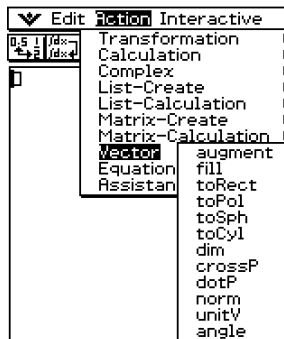 Edit Action Interactive
Transformation
Calculation
Complex
List-Create
List-Calculation
Matrix-Create
Matrix-Calculation
Vector
Equation
Assistan
augment
fill
toRect
toPol
toSph
toCyl
dim
crossP
dotP
norm
unitV
angle